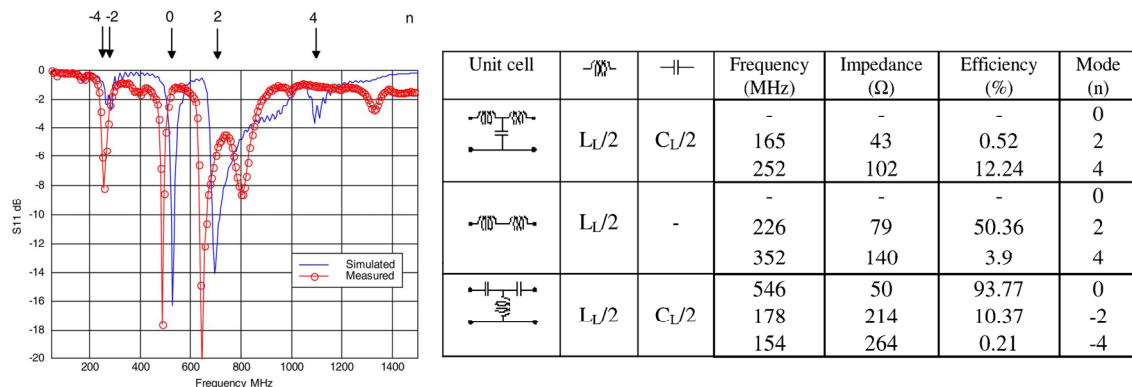 -4 -2 0 2 4 n
0
-2
-4
-6
-8
-10
-12
-14
-16
-18
-20
S11 dB
Simulated
Measured
200 400 600 800 1000 1200 1400
Frequency MHz
Unit cell Frequency (MHz) Impedance (Ω) Efficiency (%) Mode (n)
L_L/2 C_L/2
- - - 0
165 43 0.52 2
252 102 12.24 4
L_L/2 -
- - - 0
226 79 50.36 2
352 140 3.9 4
L_L/2 C_L/2
546 50 93.77 0
178 214 10.37 -2
154 264 0.21 -4